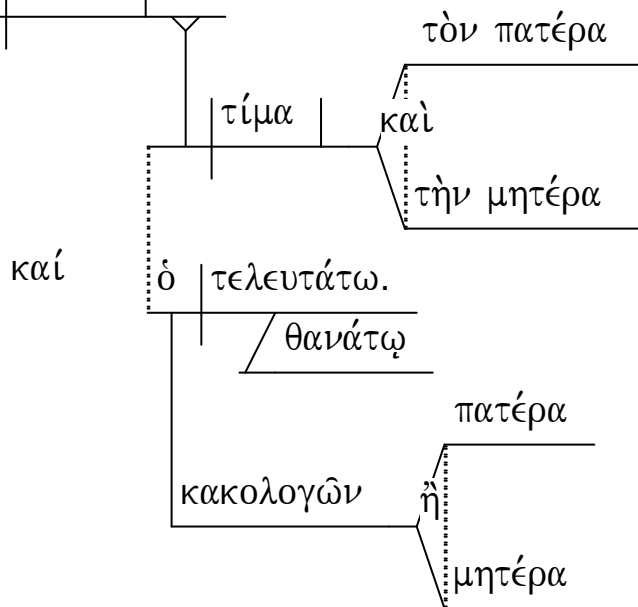 τὸν πατέρα
τίμα
καὶ
τὴν μητέρα
καί
ὁ τελευτάτω.
θανάτῳ
πατέρα
κακολογῶν
ἢ
μητέρα